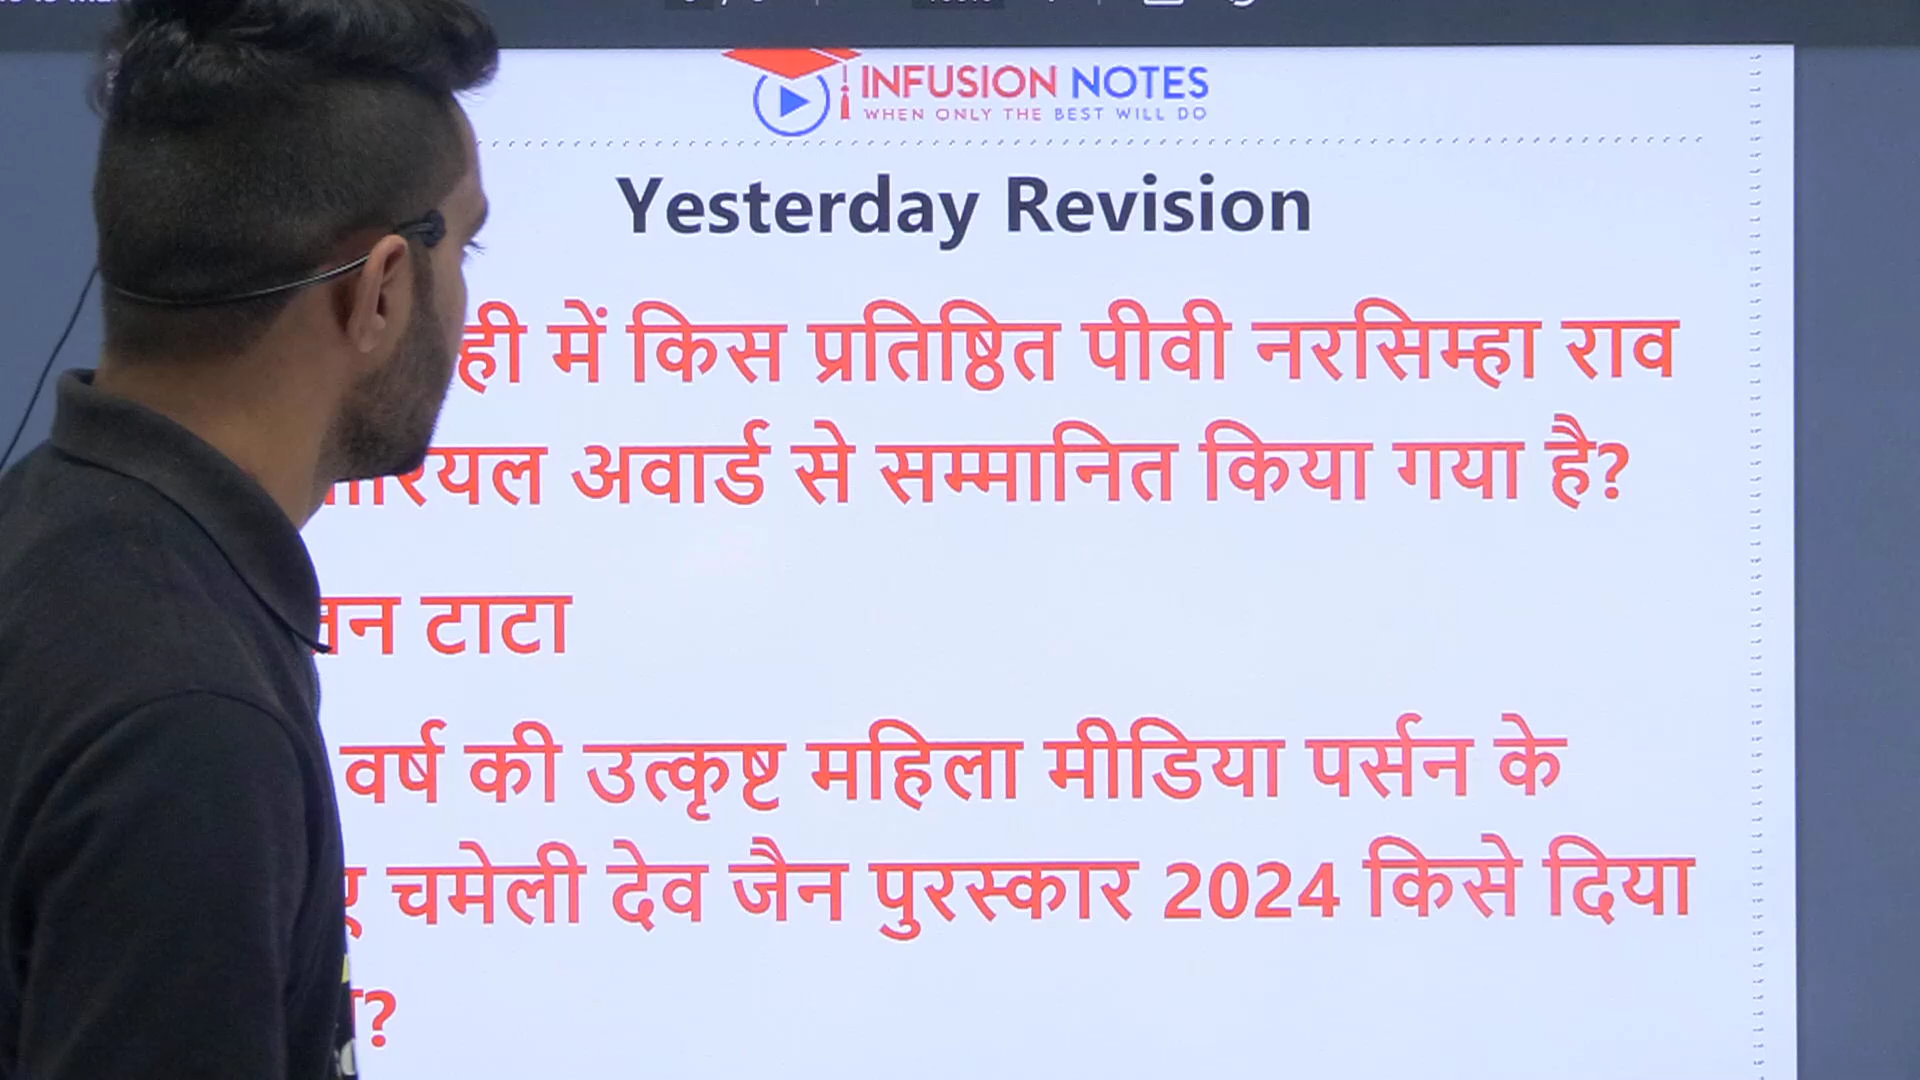 INFUSION NOTES
WHEN ONLY THE BEST WILL DO
Yesterday Revision
ही में किस प्रतिष्ठित पीवी नरसिम्हा राव
अवार्ड से सम्मानित किया गया है?
टाटा
वर्ष की उत्कृष्ट महिला मीडिया पर्सन के
चमेली देव जैन पुरस्कार 2024 किसे दिया